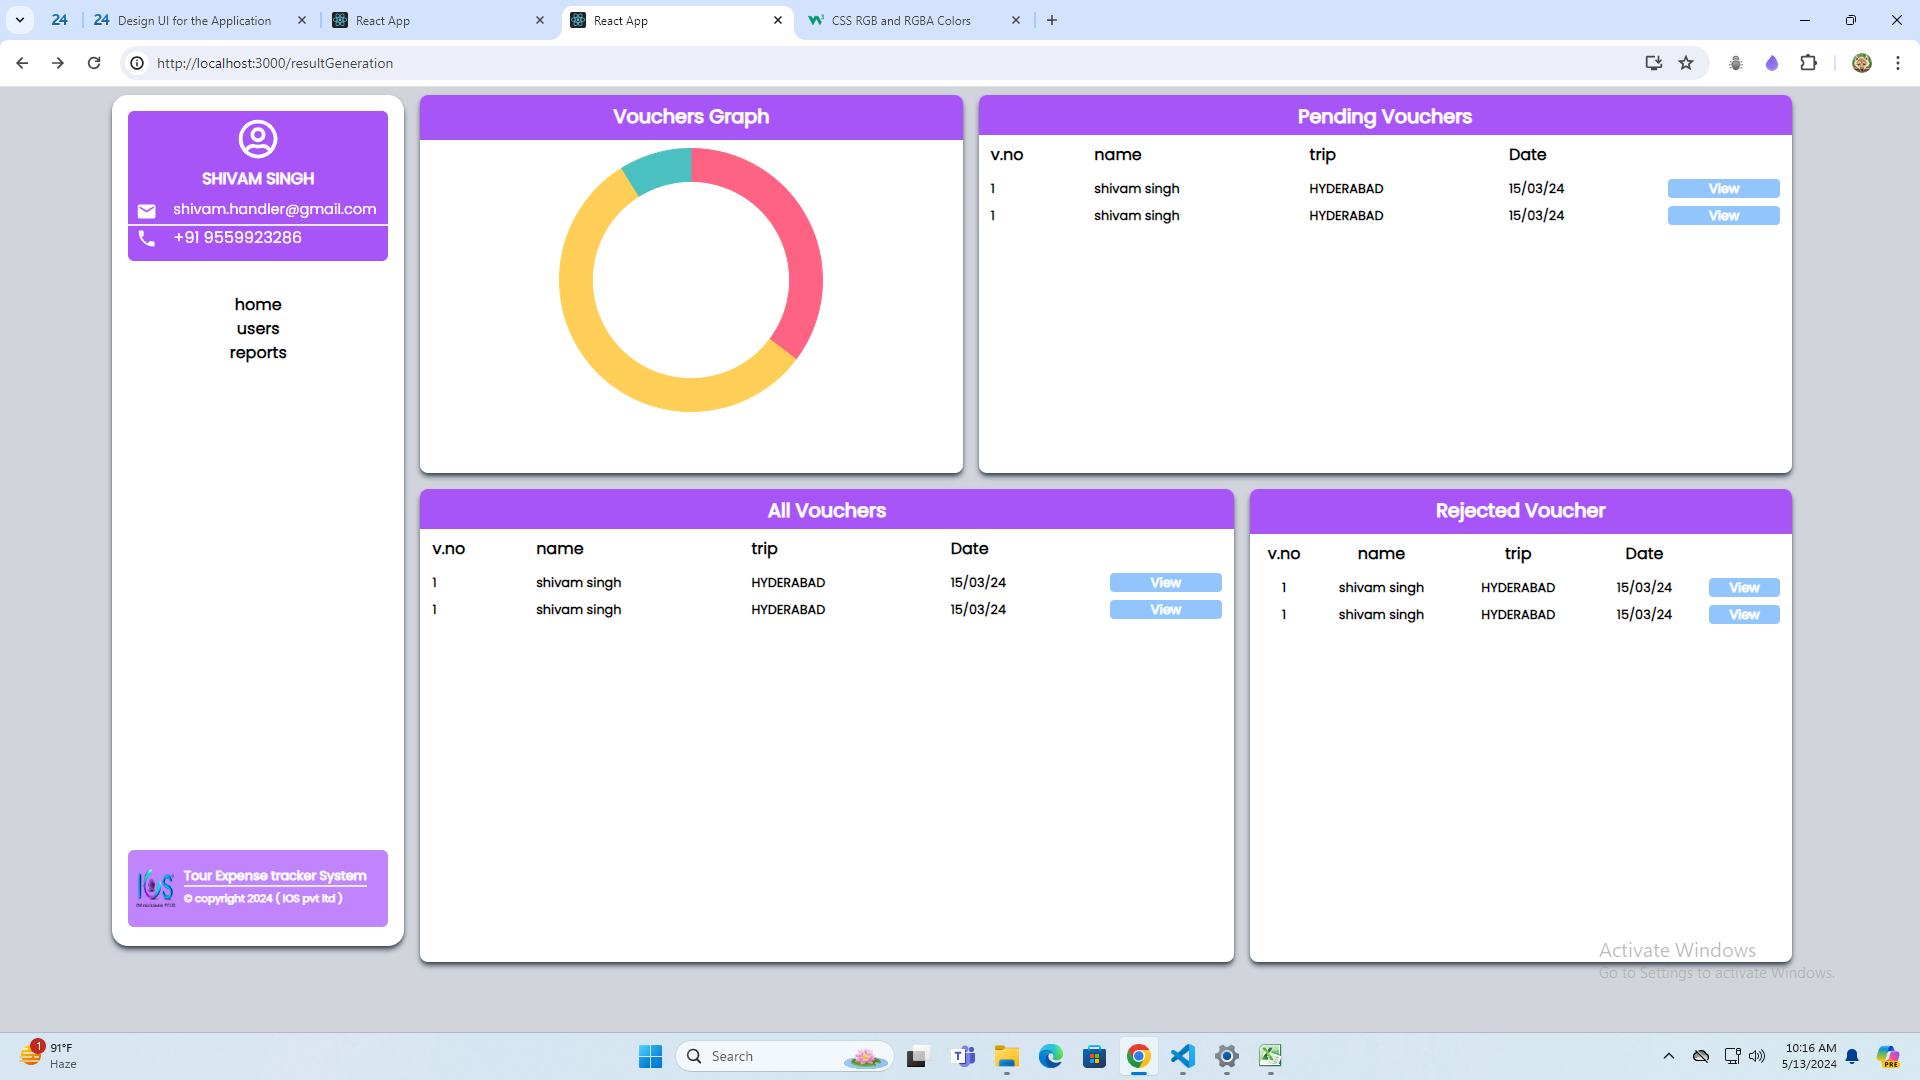 24
24 Design UI for the Application
React App
React App
CSS RGB and RGBA Colors
http://localhost:3000/resultGeneration
SHIVAM SINGH
shivam.handler@gmail.com
+91 9559923286
home
users
reports
IOS
Tour Expense tracker System
© copyright 2024 ( IOS pvt ltd )
Vouchers Graph
Pending Vouchers
v.no name trip Date
1 shivam singh HYDERABAD 15/03/24 View
1 shivam singh HYDERABAD 15/03/24 View
All Vouchers
v.no name trip Date
1 shivam singh HYDERABAD 15/03/24 View
1 shivam singh HYDERABAD 15/03/24 View
Rejected Voucher
v.no name trip Date
1 shivam singh HYDERABAD 15/03/24 View
1 shivam singh HYDERABAD 15/03/24 View
Activate Windows
Go to Settings to activate Windows.
1
91°F
Haze
Search
10:16 AM
5/13/2024
PRE